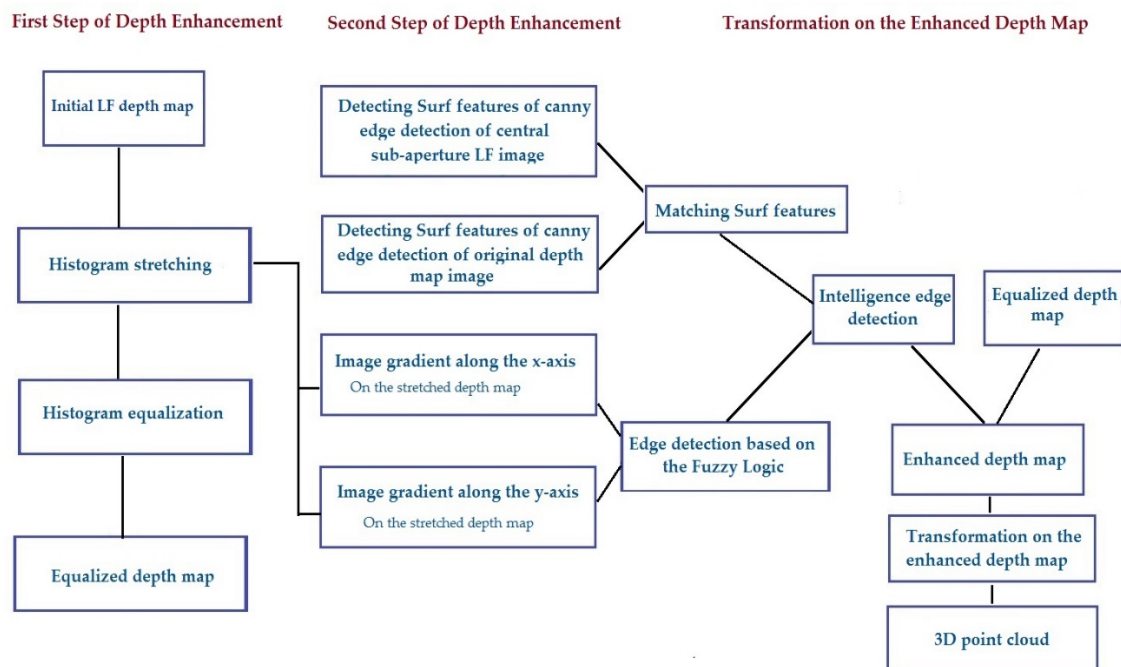 First Step of Depth Enhancement
Second Step of Depth Enhancement
Transformation on the Enhanced Depth Map
Initial LF depth map
Histogram stretching
Histogram equalization
Equalized depth map
Detecting Surf features of canny
edge detection of central
sub-aperture LF image
Detecting Surf features of canny
edge detection of original depth
map image
Image gradient along the x-axis
On the stretched depth map
Image gradient along the y-axis
On the stretched depth map
Matching Surf features
Edge detection based on
the Fuzzy Logic
Intelligence edge
detection
Equalized depth
map
Enhanced depth map
Transformation on the
enhanced depth map
3D point cloud